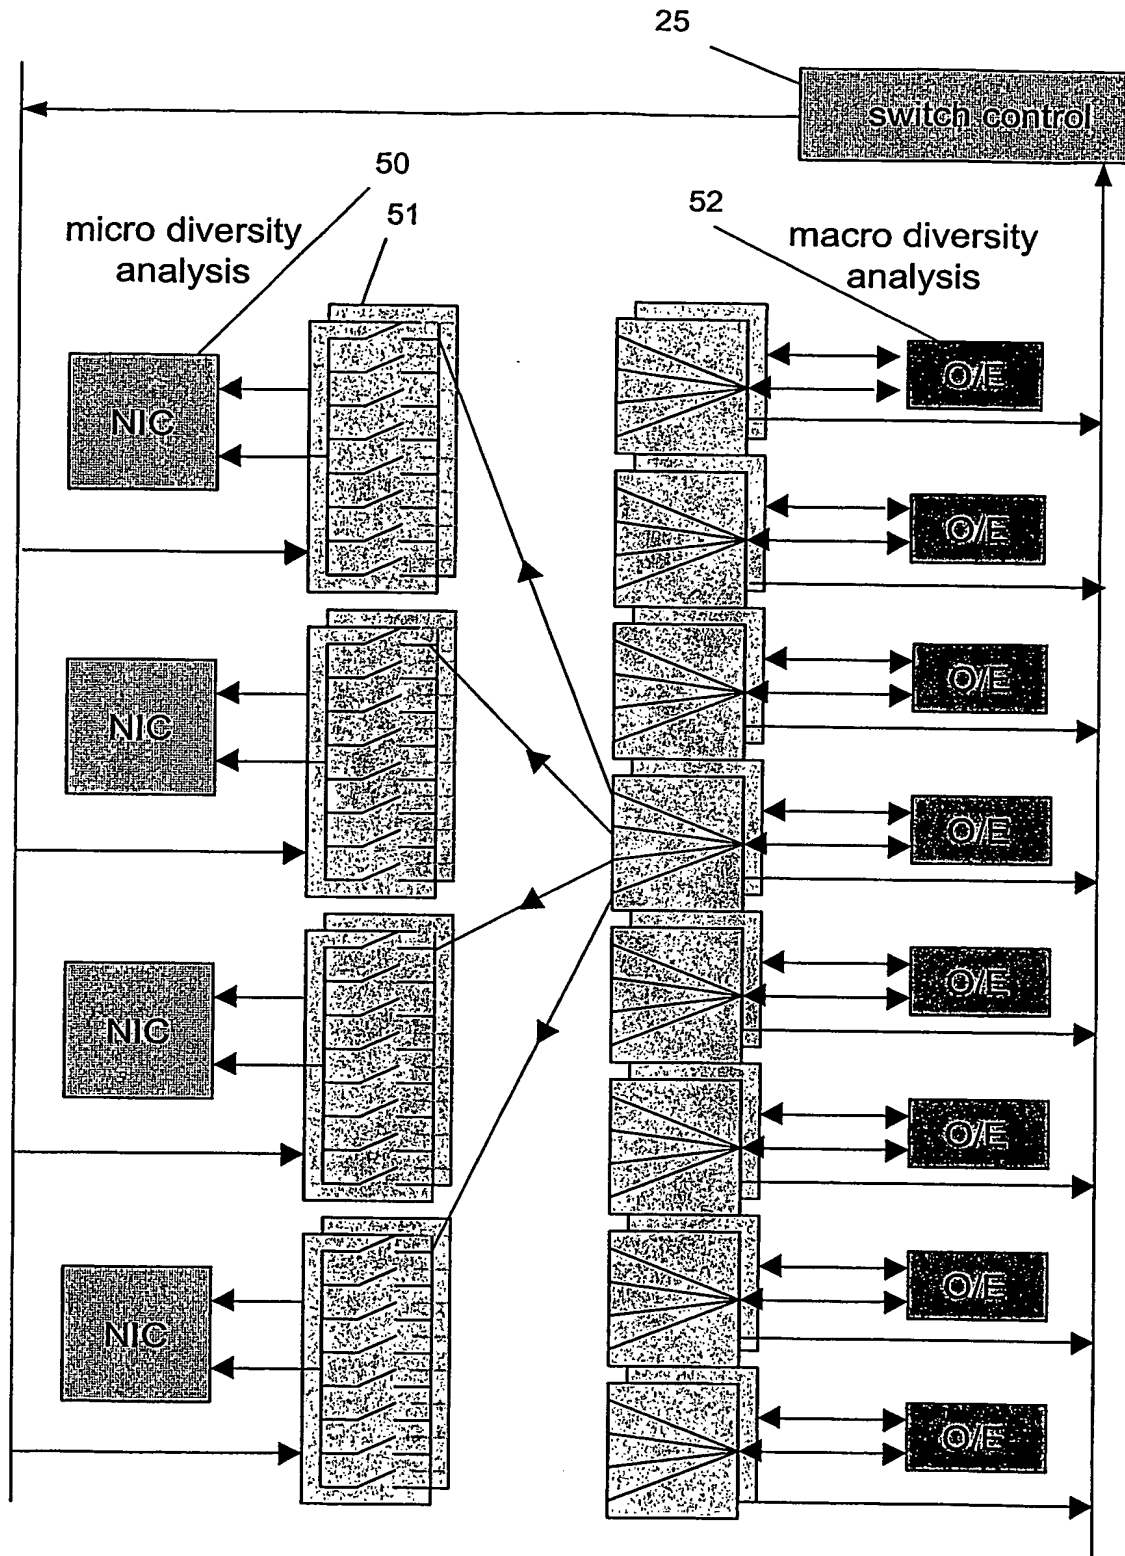 25
switch control
50
51
52
micro diversity
analysis
macro diversity
analysis
NIC
O/E
O/E
NIC
O/E
O/E
NIC
O/E
O/E
NIC
O/E
O/E